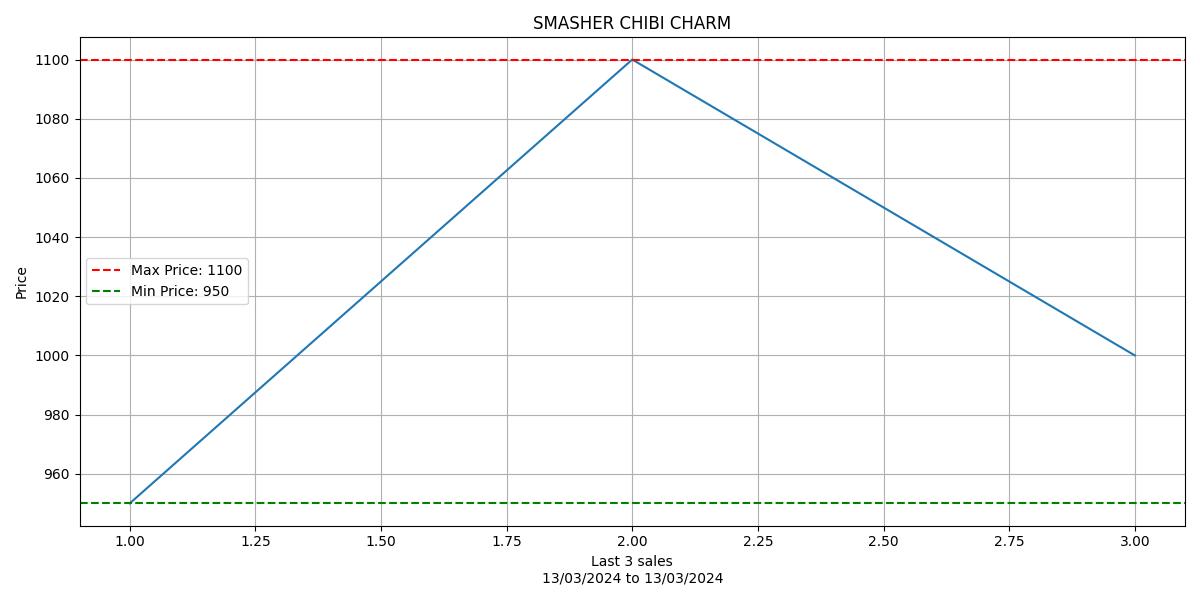 SMASHER CHIBI CHARM
Price
1100
1080
1060
1040
1020
1000
980
960
Max Price: 1100
Min Price: 950
1.00 1.25 1.50 1.75 2.00 2.25 2.50 2.75 3.00
Last 3 sales
13/03/2024 to 13/03/2024